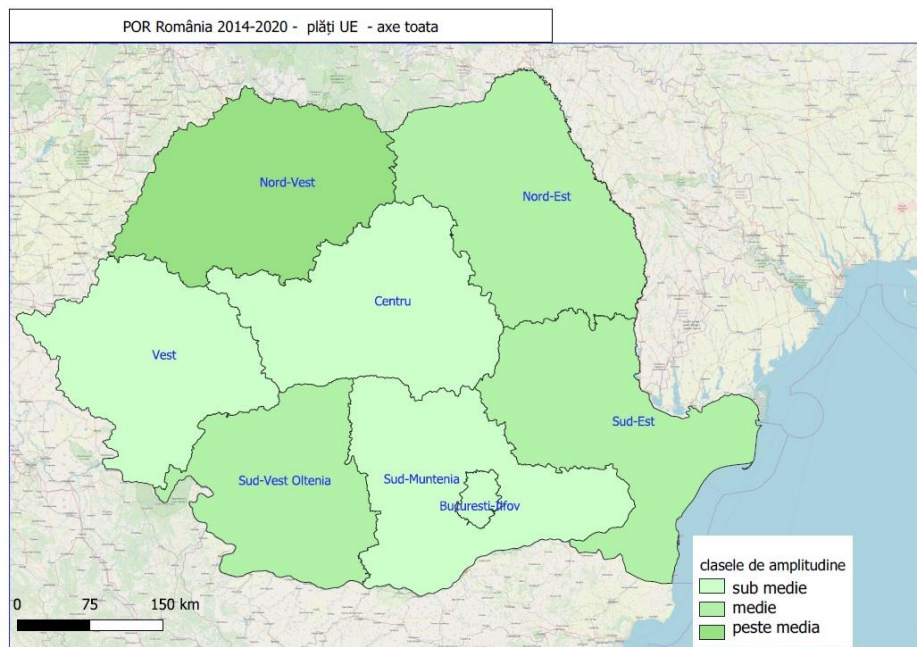 POR România 2014-2020 - plăți UE - axe toata
Nord-Vest
Nord-Est
Centru
Vest
Sud-Est
Sud-Vest Oltenia
Sud-Muntenia
Bucuresti-Ilfov
clasele de amplitudine
sub medie
medie
peste media
0 75 150 km